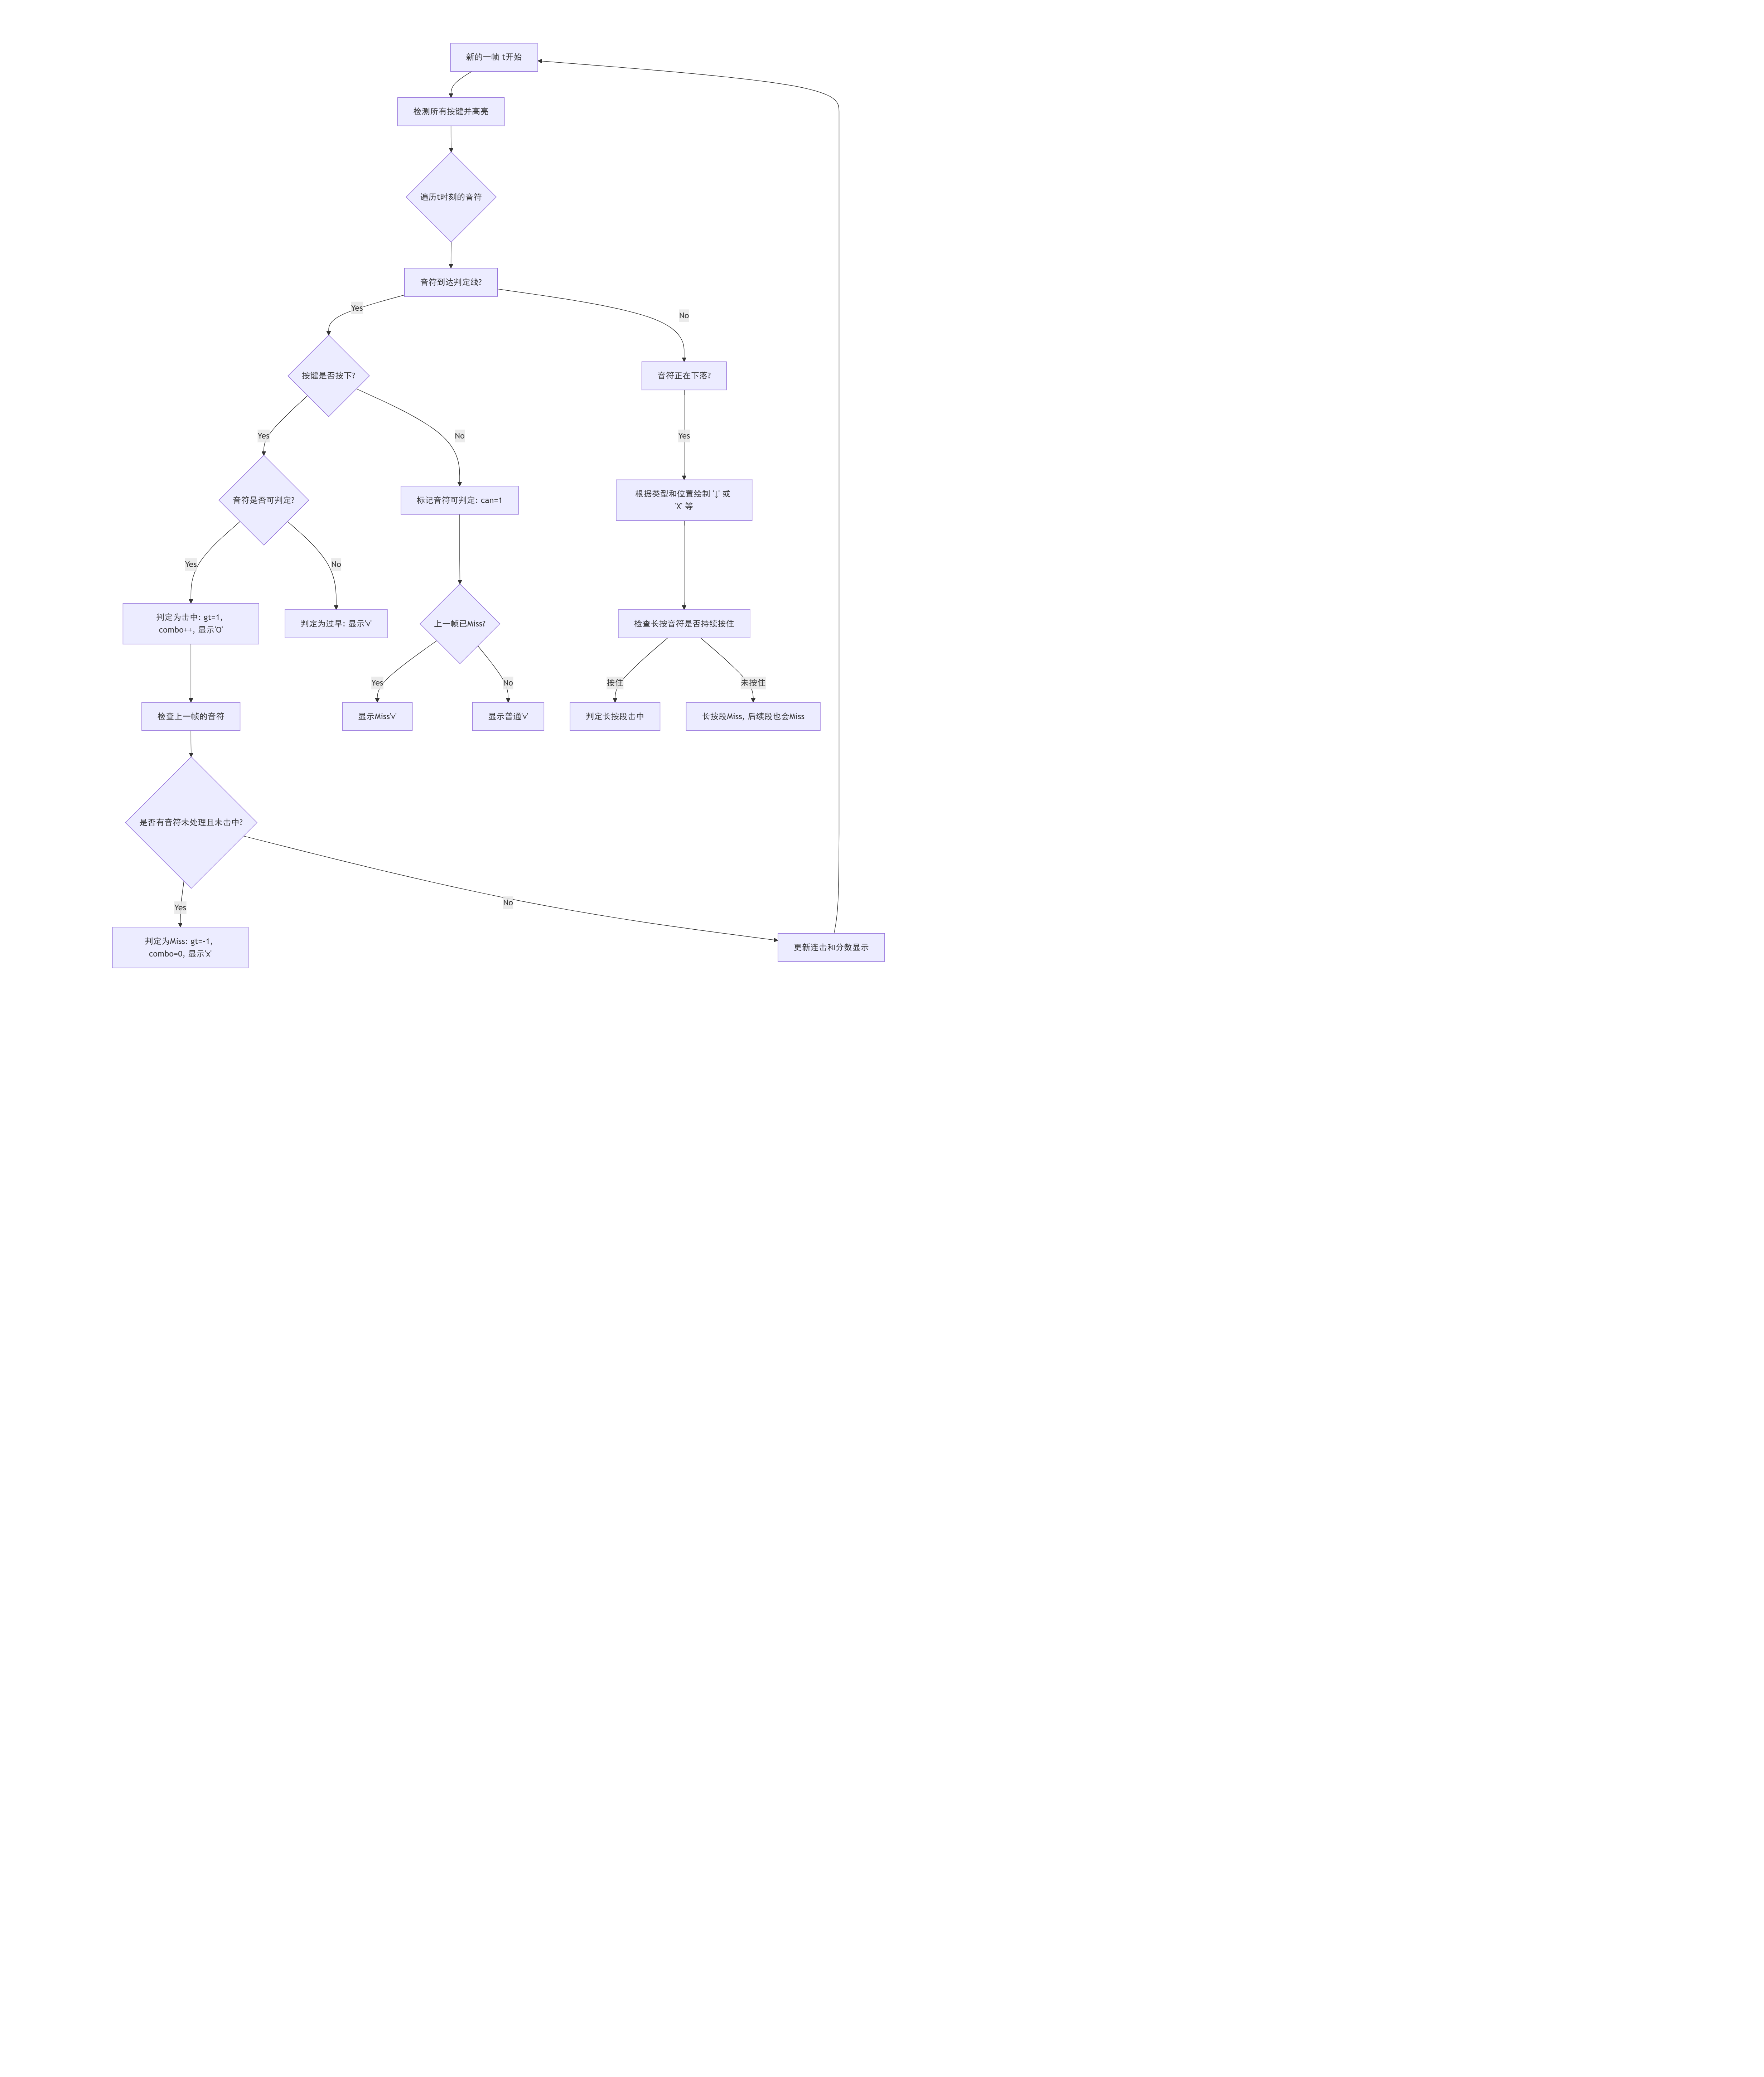 新的一帧 t开始
检测所有按键并高亮
遍历t时刻的音符
音符到达判定线?
Yes
No
按键是否按下?
音符正在下落?
Yes
No
Yes
音符是否可判定?
标记音符可判定: can=1
根据类型和位置绘制 '↓' 或
'X' 等
Yes
No
判定为击中: gt=1,
combo++, 显示'O'
判定为过早: 显示'v'
上一帧已Miss?
检查长按音符是否持续按住
Yes
No
按住
未按住
检查上一帧的音符
显示Miss'v'
显示普通'v'
判定长按段击中
长按段Miss, 后续段也会Miss
是否有音符未处理且未击中?
Yes
No
判定为Miss: gt=-1,
combo=0, 显示'x'
更新连击和分数显示